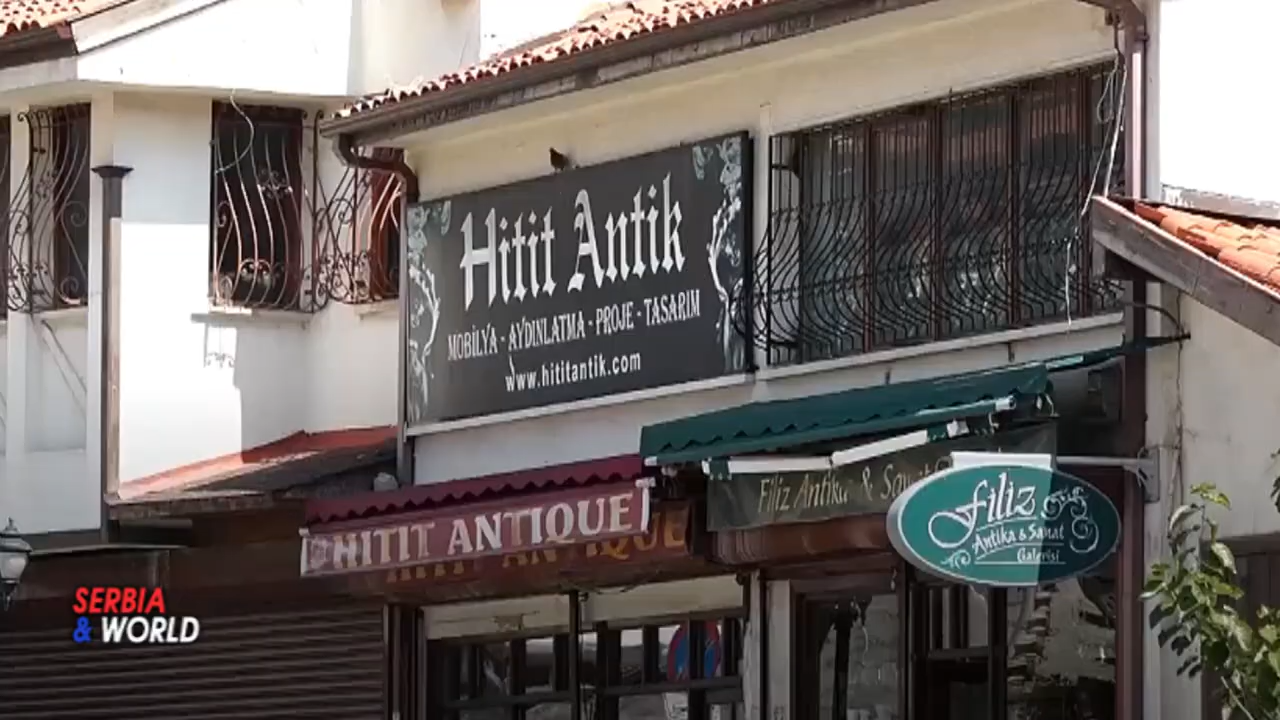 Hitit Antik
MOBİLYA - AYDINLATMA - PROJE - TASARIM
www.hititantik.com
HITIT ANTIQUE
Filiz Antika &
filiz
Antika & Sanat
Galerisi
SERBIA
& WORLD